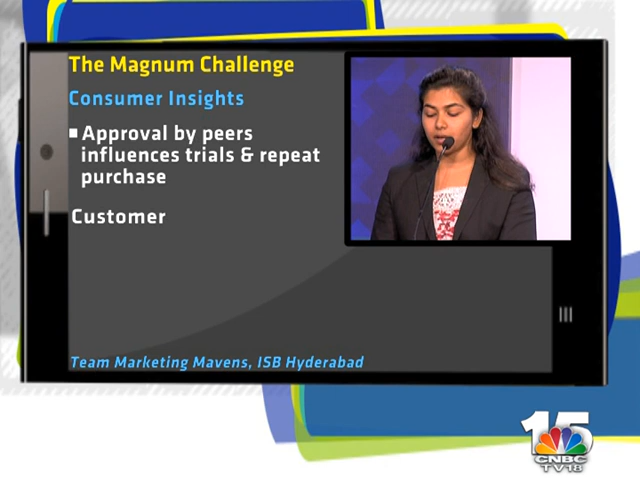 The Magnum Challenge
Consumer Insights
Approval by peers
influences trials & repeat
purchase
Customer
Team Marketing Mavens, ISB Hyderabad
15
CNBC
TV18